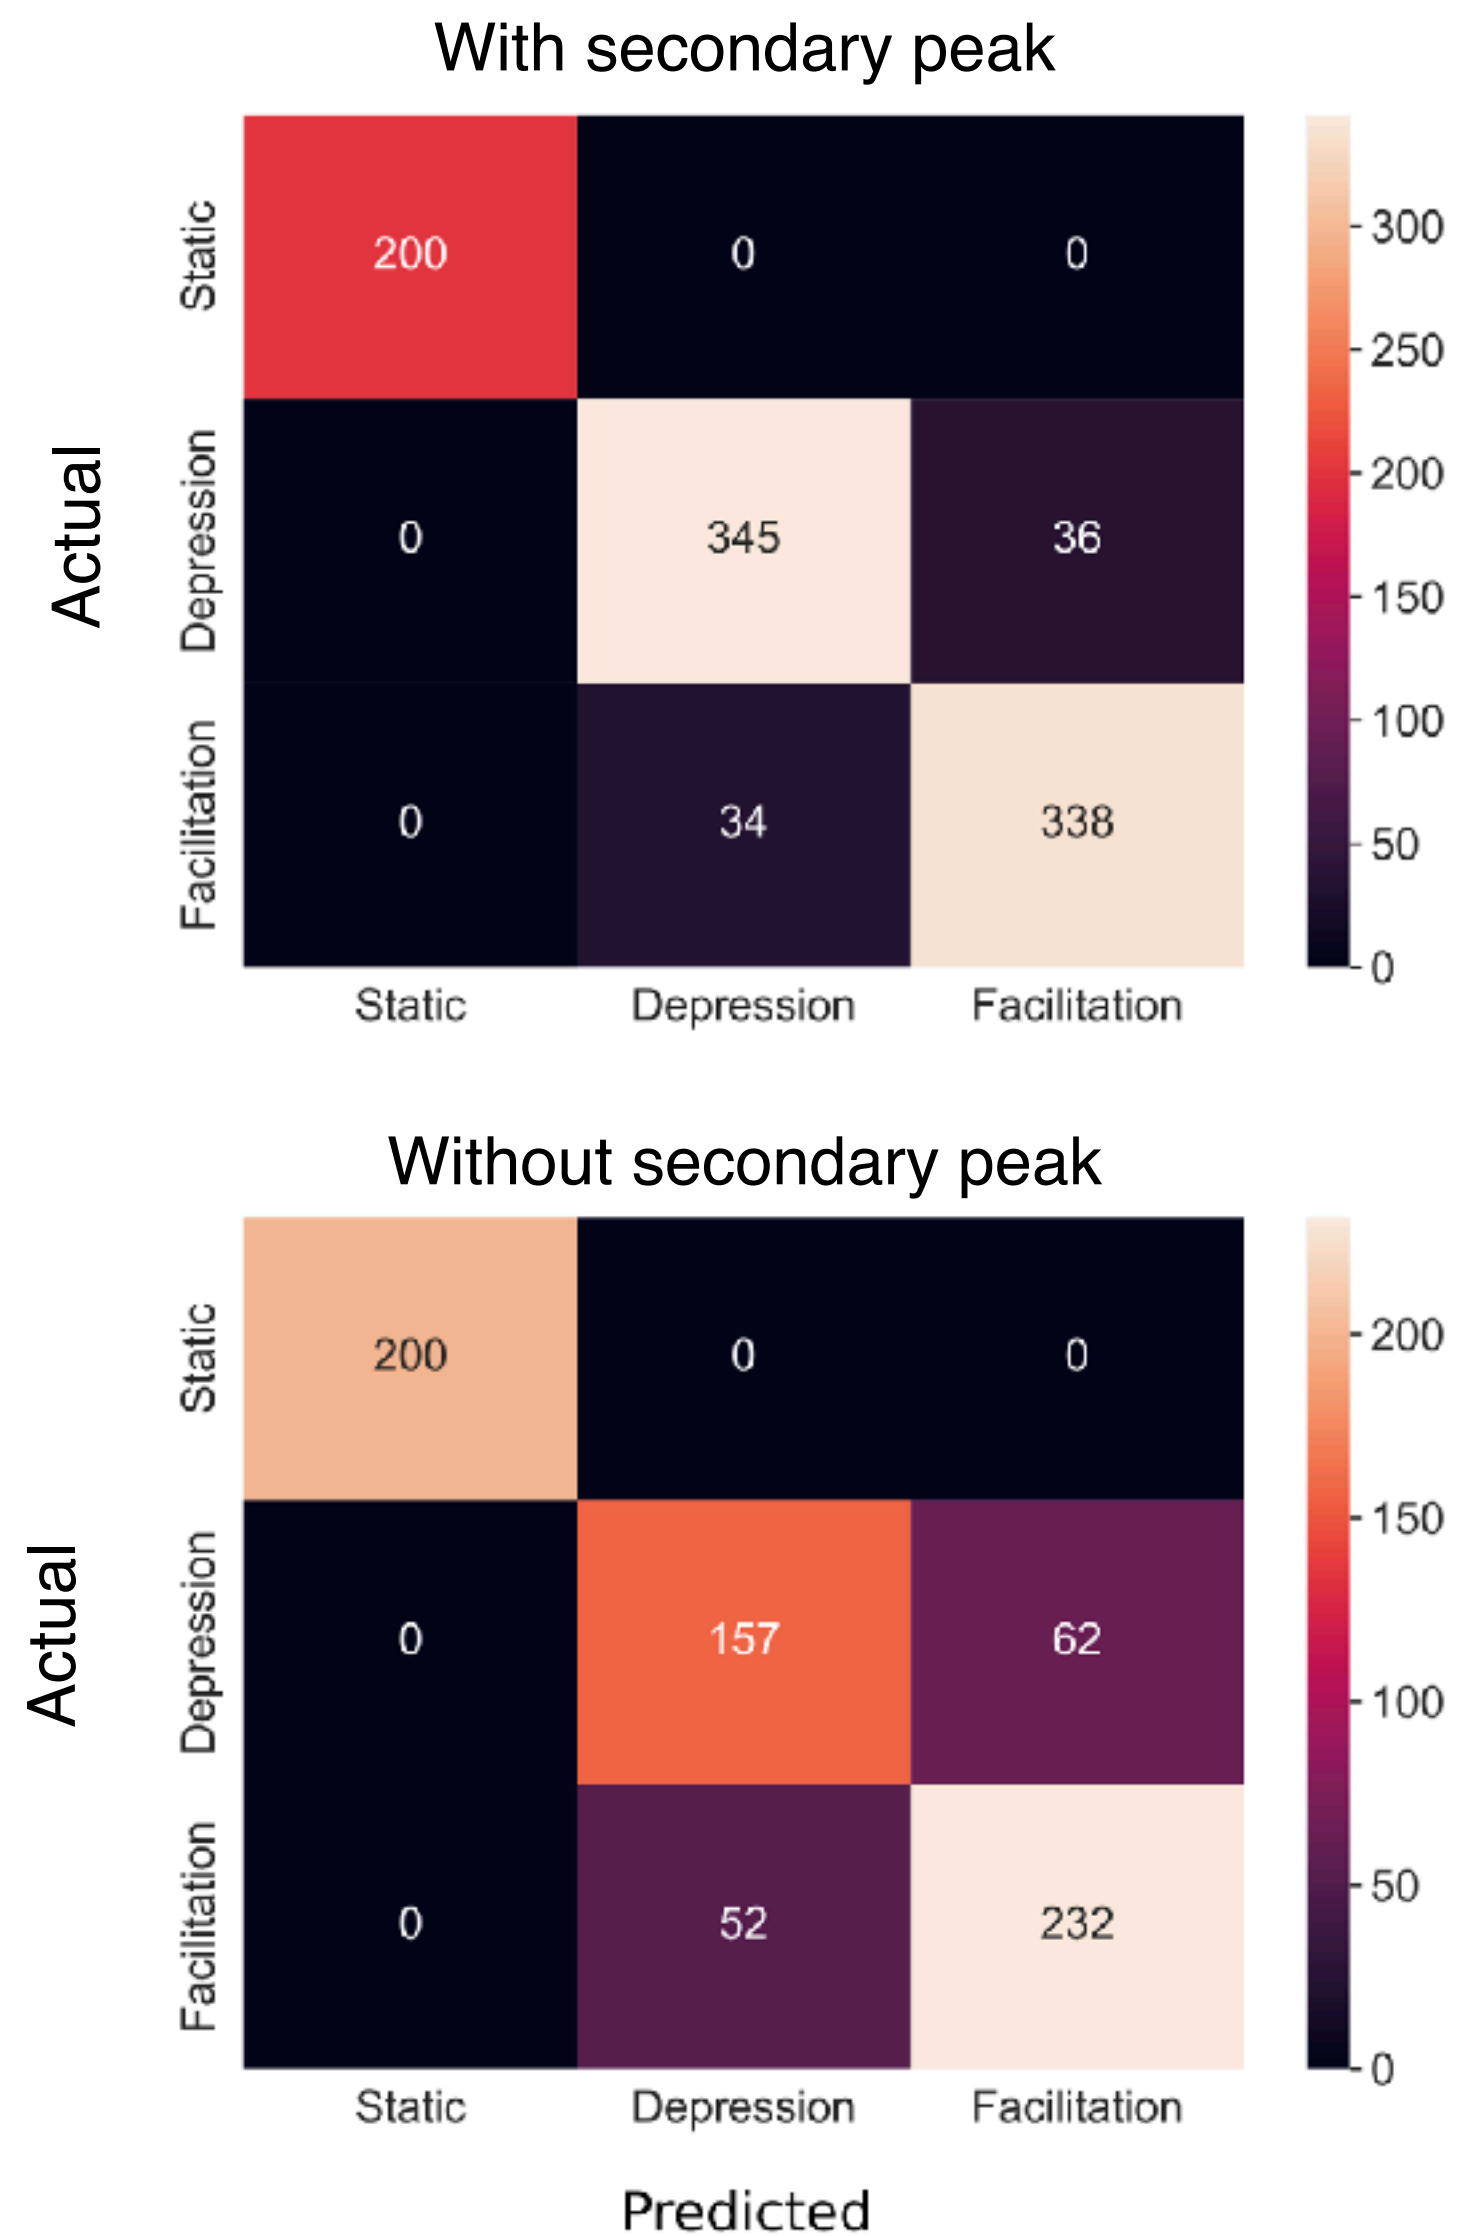 With secondary peak
Static 200 0 0
Actual
Depression 0 345 36
Facilitation 0 34 338
Static Depression Facilitation
300
250
200
150
100
50
0
Without secondary peak
Static 200 0 0
Actual
Depression 0 157 62
Facilitation 0 52 232
Static Depression Facilitation
200
150
100
50
0
Predicted